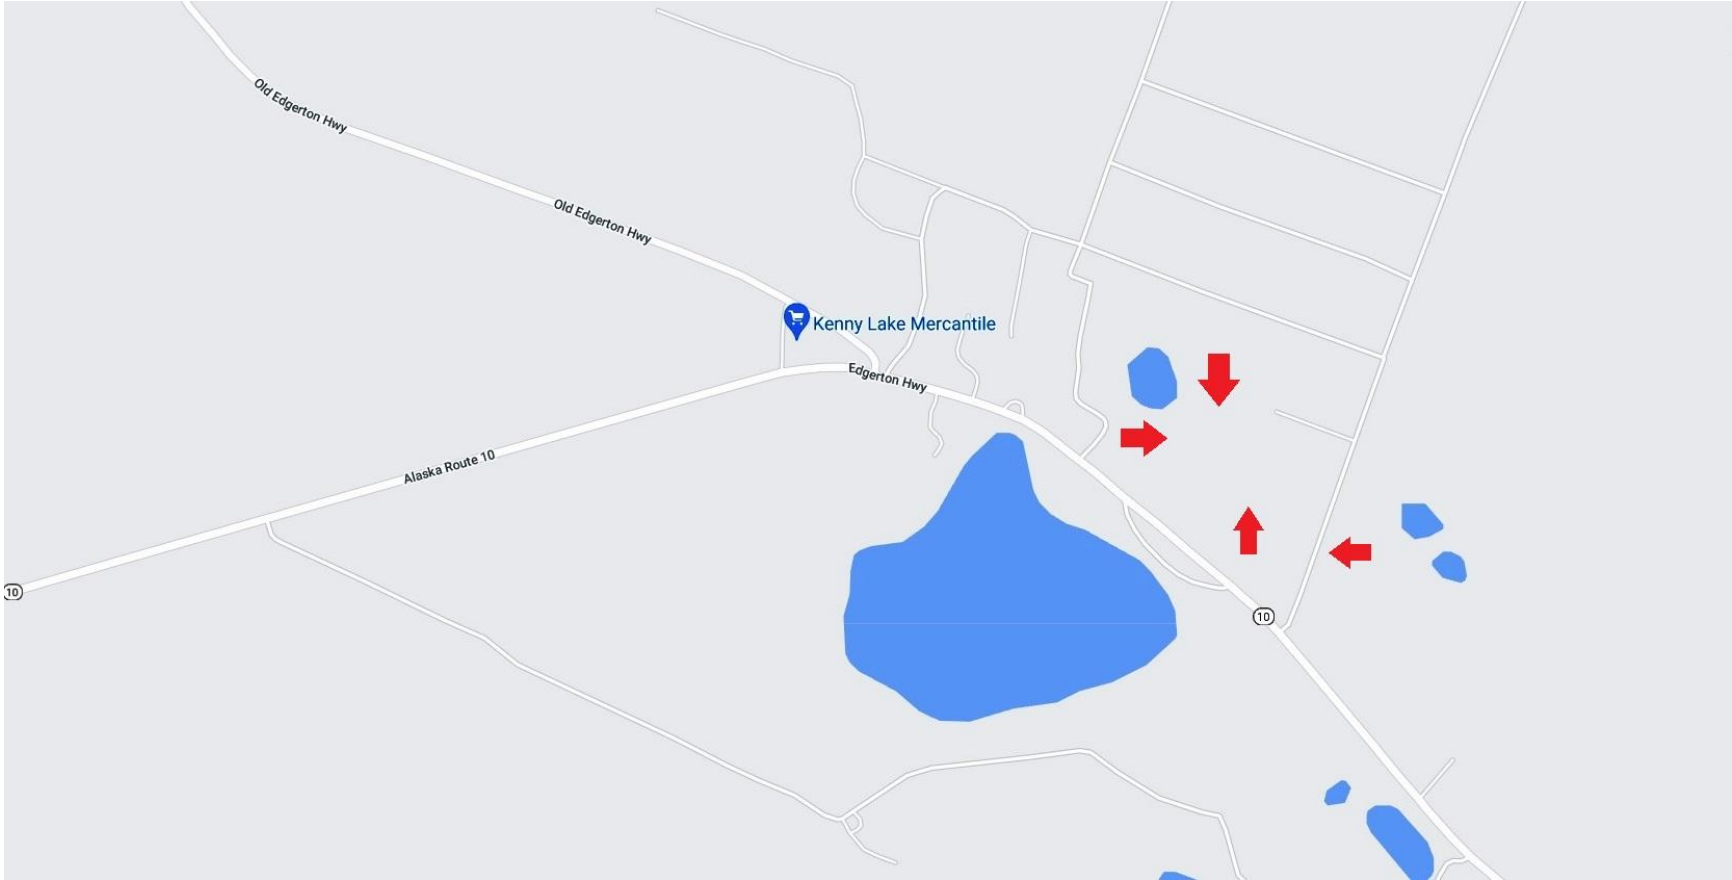 Old Edgerton Hwy
Old Edgerton Hwy
Kenny Lake Mercantile
Edgerton Hwy
Alaska Route 10
10
10